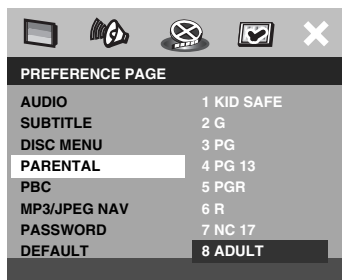 PREFERENCE PAGE
AUDIO 1 KID SAFE
SUBTITLE 2 G
DISC MENU 3 PG
PARENTAL 4 PG 13
PBC 5 PGR
MP3/JPEG NAV 6 R
PASSWORD 7 NC 17
DEFAULT 8 ADULT